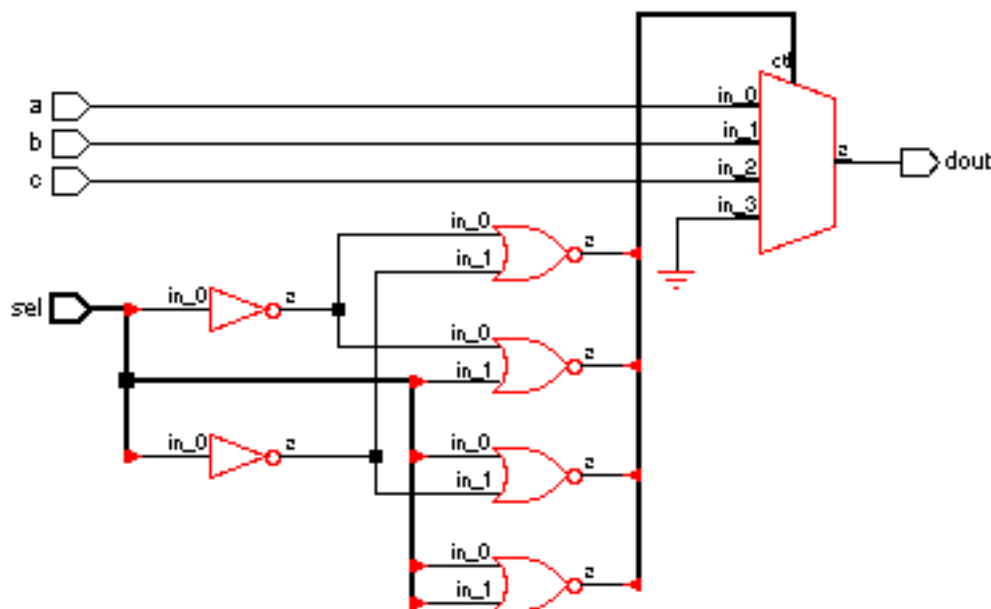 ctl
a
in_0
b
in_1
z
dout
c
in_2
in_3
in_0
z
in_1
sel
in_0
z
in_0
z
in_1
in_0
z
in_0
z
in_1
in_0
z
in_1